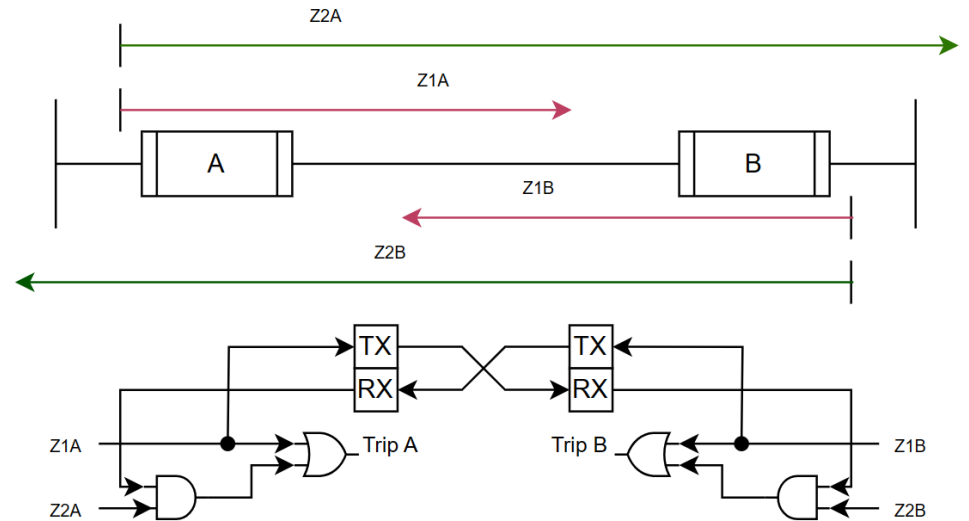 Z2A
Z1A
A
B
Z1B
Z2B
TX
TX
RX
RX
Z1A
Trip A
Trip B
Z1B
Z2A
Z2B